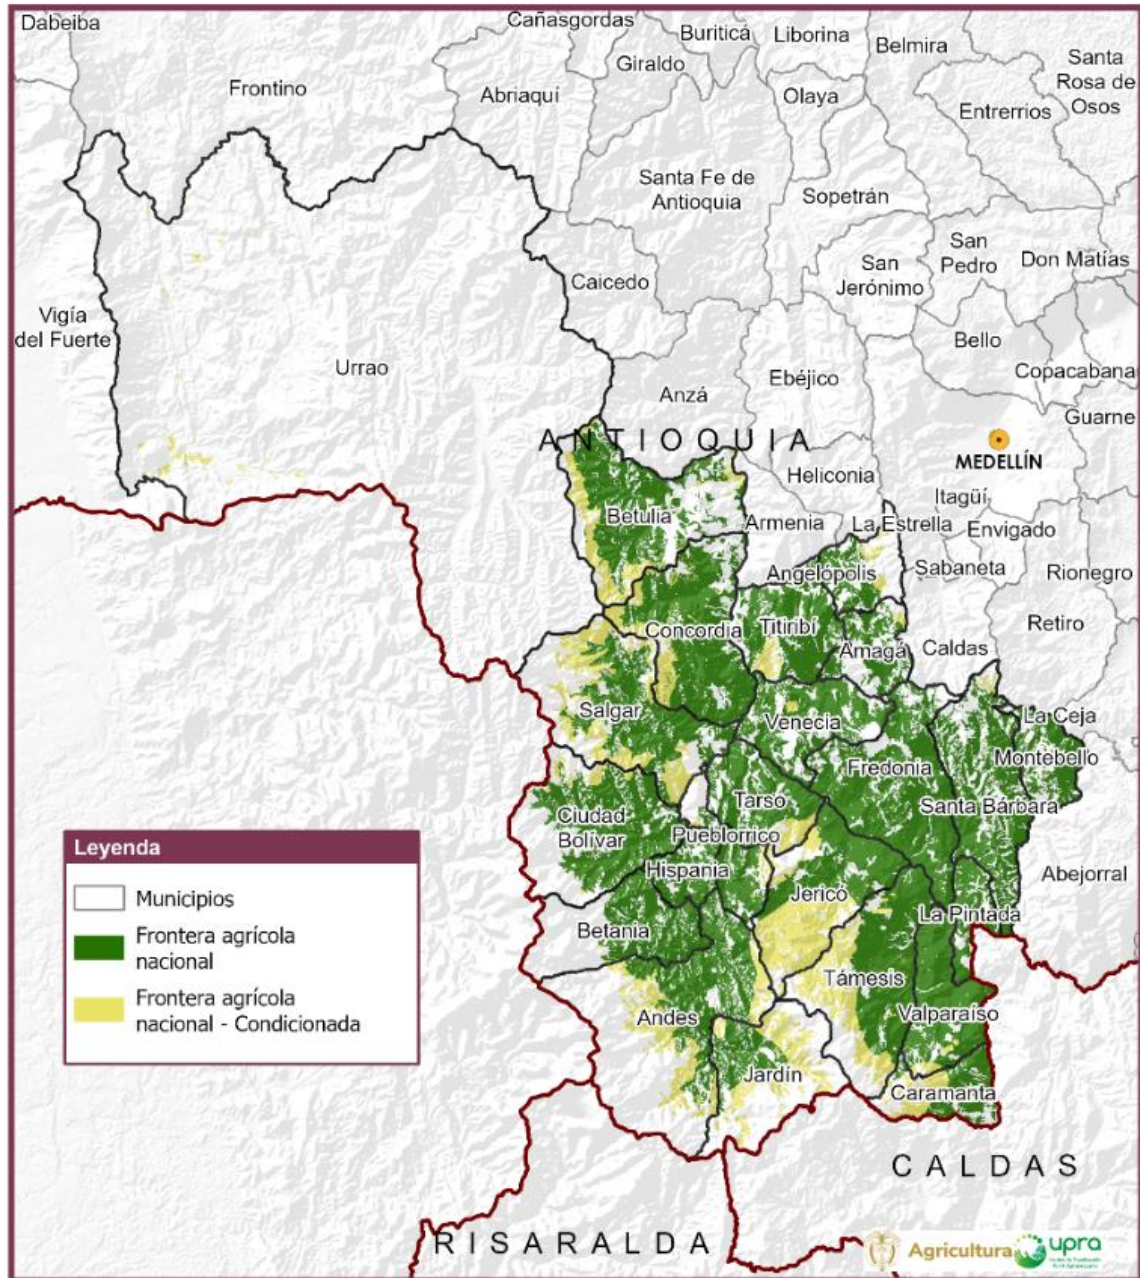 Dabeiba
Cañasgordas
Buriticá
Liborina
Belmira
Giraldo
Santa
Rosa de
Osos
Frontino
Abriaquí
Olaya
Entrerrios
Santa Fe de
Antioquia
Sopetrán
San
Pedro
Don Matías
Caicedo
San
Jerónimo
Vigía
del Fuerte
Bello
Copacabana
Urrao
Ebéjico
Anzá
Guarne
ANTIOQUIA
MEDELLÍN
Heliconia
Itagüí
Betulia
Armenia
La Estrella
Envigado
Angelópolis
Sabaneta
Rionegro
Concordia
Titiribí
Retiro
Amagá
Caldas
Salgar
Venecia
La Ceja
Fredonia
Montebello
Tarso
Santa Bárbara
Ciudad
Bolívar
Pueblorrico
Hispania
Jericó
Abejorral
La Pintada
Betania
Támesis
Andes
Valparaíso
Jardín
Caramanta
Leyenda
Municipios
Frontera agrícola
nacional
Frontera agrícola
nacional - Condicionada
CALDAS
RISARALDA
Agricultura
upra